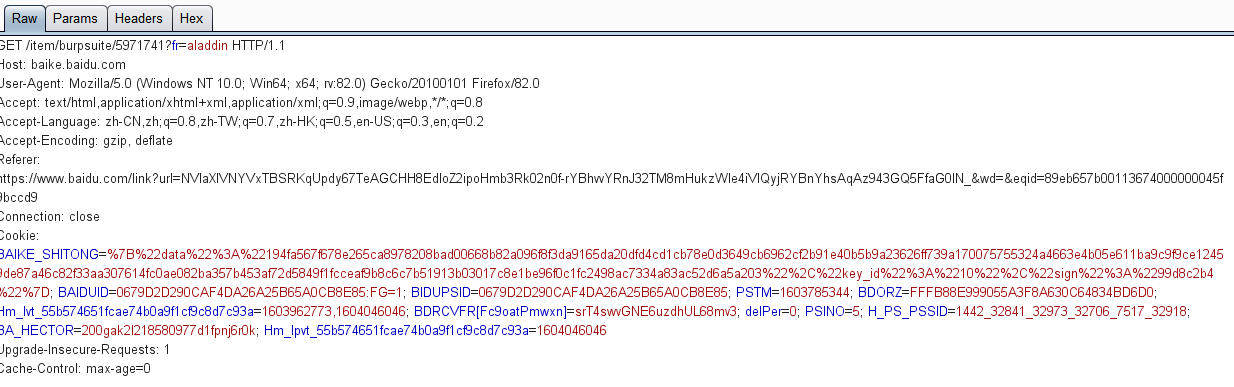 Raw Params Headers Hex
GET /item/burpsuite/5971741?fr=aladdin HTTP/1.1
Host: baike.baidu.com
User-Agent: Mozilla/5.0 (Windows NT 10.0; Win64; x64; rv:82.0) Gecko/20100101 Firefox/82.0
Accept: text/html,application/xhtml+xml,application/xml;q=0.9,image/webp,*/*;q=0.8
Accept-Language: zh-CN,zh;q=0.8,zh-TW;q=0.7,zh-HK;q=0.5,en-US;q=0.3,en;q=0.2
Accept-Encoding: gzip, deflate
Referer:
https://www.baidu.com/link?url=NVlaXlVNYVxTBSRKqUpdy67TeAGCHH8EdloZ2ipoHmb3Rk02n0f-rYBhvwYRnJ32TM8mHukzWle4iVlQyjRYBnYhsAqAz943GQ5FfaG0lN_&wd=&eqid=89eb657b00113674000000045f
9bccd9
Connection: close
Cookie:
BAIKE_SHITONG=%7B%22data%22%3A%22194fa567f678e265ca8978208bad00668b82a096f8f3da9165da20dfd4cd1cb78e0d3649cb6962cf2b91e40b5b9a23626ff739a170075755324a4663e4b05e611ba9c9f9ce1245
9de87a46c82f33aa307614fc0ae082ba357b453af72d5849f1fcceaf9b8c6c7b51913b03017c8e1be96f0c1fc2498ac7334a83ac52d6a5a203%22%2C%22key_id%22%3A%2210%22%2C%22sign%22%3A%2299d8c2b4
%22%7D; BAIDUID=0679D2D290CAF4DA26A25B65A0CB8E85:FG=1; BIDUPSID=0679D2D290CAF4DA26A25B65A0CB8E85; PSTM=1603785344; BDORZ=FFFB88E999055A3F8A630C64834BD6D0;
Hm_lvt_55b574651fcae74b0a9f1cf9c8d7c93a=1603962773,1604046046; BDRCVFR[Fc9oatPmwxn]=srT4swvGNE6uzdhUL68mv3; delPer=0; PSINO=5; H_PS_PSSID=1442_32841_32973_32706_7517_32918;
BA_HECTOR=200gak2l218580977d1fpnj6r0k; Hm_lpvt_55b574651fcae74b0a9f1cf9c8d7c93a=1604046046
Upgrade-Insecure-Requests: 1
Cache-Control: max-age=0